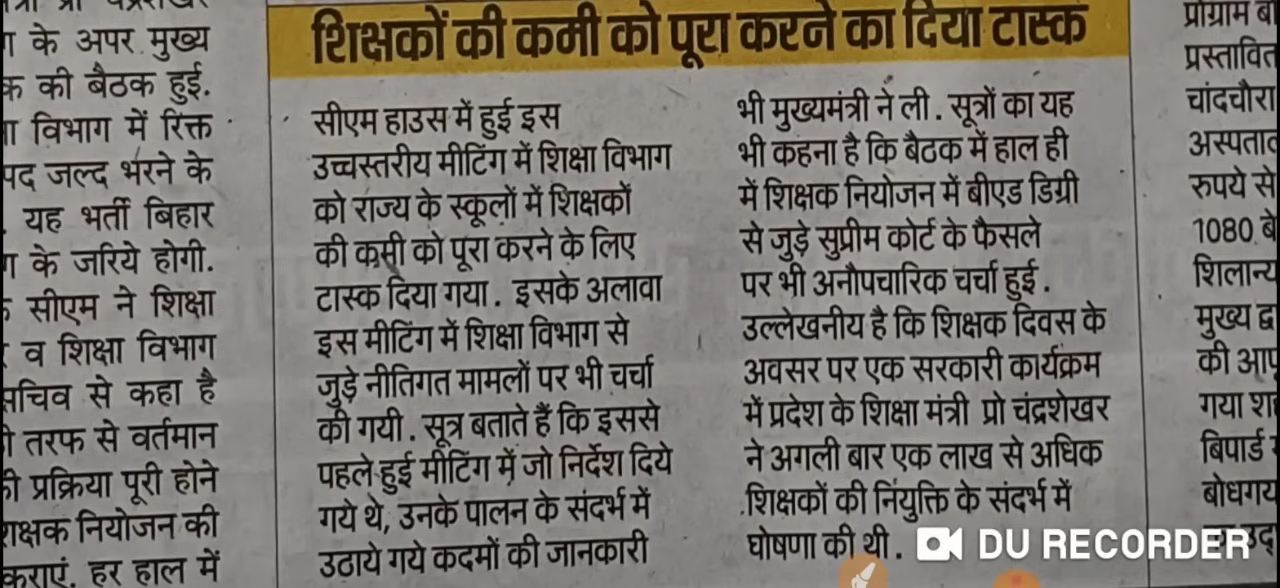 के अपर मुख्य
की बैठक हुई.
विभाग में रिक्त
पद जल्द भरने के
यह भर्ती बिहार
के जरिये होगी.
सीएम ने शिक्षा
व शिक्षा विभाग
सचिव से कहा है
तरफ से वर्तमान
प्रक्रिया पूरी होने
नियोजन की
कराएं. हर हाल में
शिक्षकों की कमी को पूरा करने का दिया टास्क
सीएम हाउस में हुई इस
उच्चस्तरीय मीटिंग में शिक्षा विभाग
को राज्य के स्कूलों में शिक्षकों
की कमी को पूरा करने के लिए
टास्क दिया गया. इसके अलावा
इस मीटिंग में शिक्षा विभाग से
जुड़े नीतिगत मामलों पर भी चर्चा
की गयी. सूत्र बताते हैं कि इससे
पहले हुई मीटिंग में जो निर्देश दिये
गये थे, उनके पालन के संदर्भ में
उठाये गये कदमों की जानकारी
भी मुख्यमंत्री ने ली. सूत्रों का यह
भी कहना है कि बैठक में हाल ही
में शिक्षक नियोजन में बीएड डिग्री
से जुड़े सुप्रीम कोर्ट के फैसले
पर भी अनौपचारिक चर्चा हुई.
उल्लेखनीय है कि शिक्षक दिवस के
अवसर पर एक सरकारी कार्यक्रम
में प्रदेश के शिक्षा मंत्री प्रो चंद्रशेखर
ने अगली बार एक लाख से अधिक
शिक्षकों की नियुक्ति के संदर्भ में
घोषणा की थी.
प्रोग्राम
प्रस्तावित
चांदचौरा
रुपये से
1080
मुख्य
की
गया
बिपार्ड
DU RECORDER